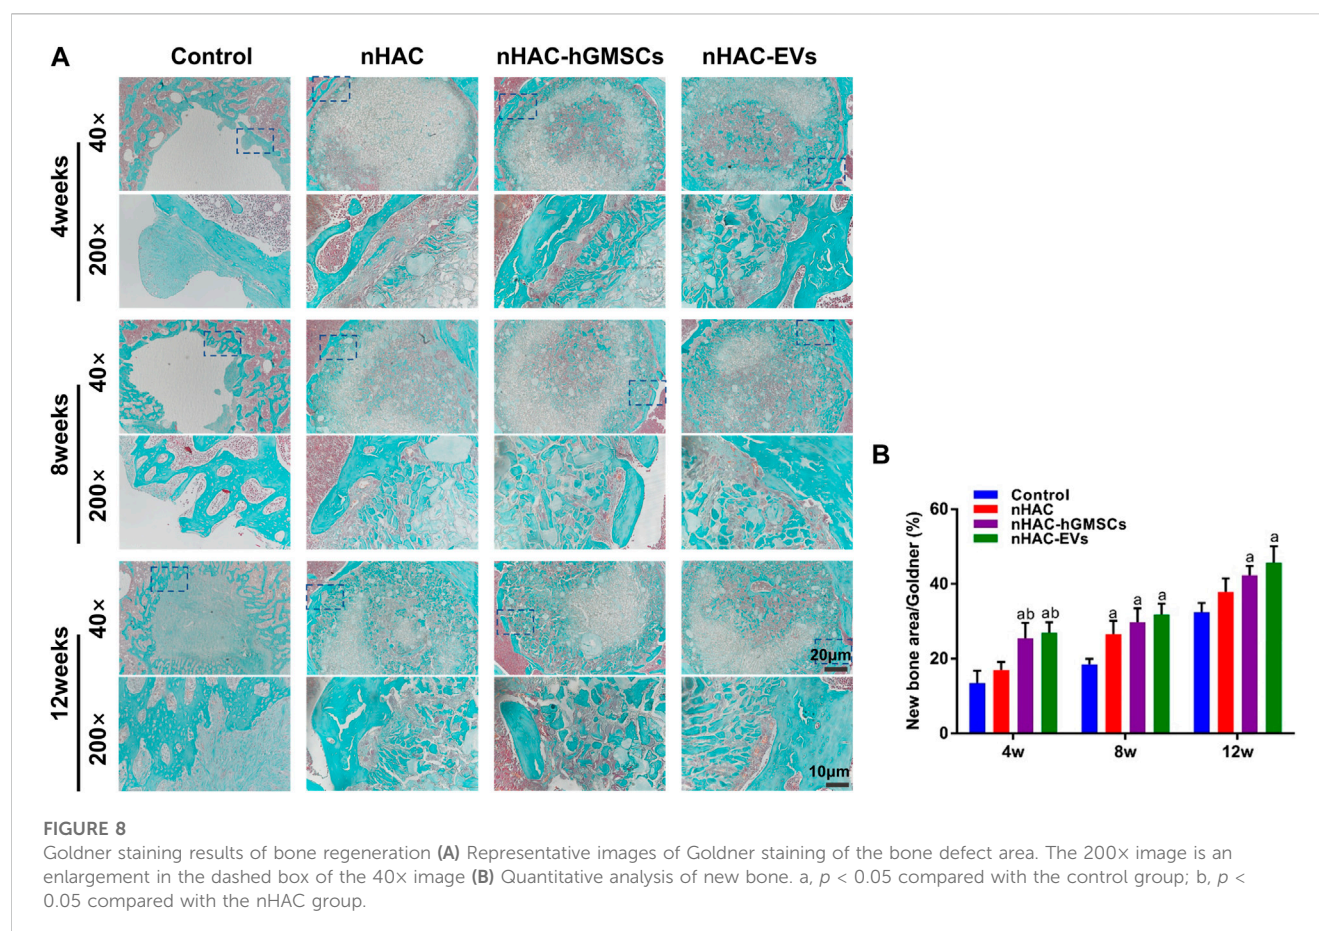 A
Control nHAC nHAC-hGMSCs nHAC-EVs
4weeks
40×
200×
8weeks
40×
200×
12weeks
40×
20μm
200×
10μm
B
New bone area/Goldner (%)
Control
nHAC
nHAC-hGMSCs
nHAC-EVs
60
40
20
0
ab ab
a a a
a a
4w 8w 12w
FIGURE 8
Goldner staining results of bone regeneration (A) Representative images of Goldner staining of the bone defect area. The 200× image is an
enlargement in the dashed box of the 40× image (B) Quantitative analysis of new bone. a, p < 0.05 compared with the control group; b, p <
0.05 compared with the nHAC group.